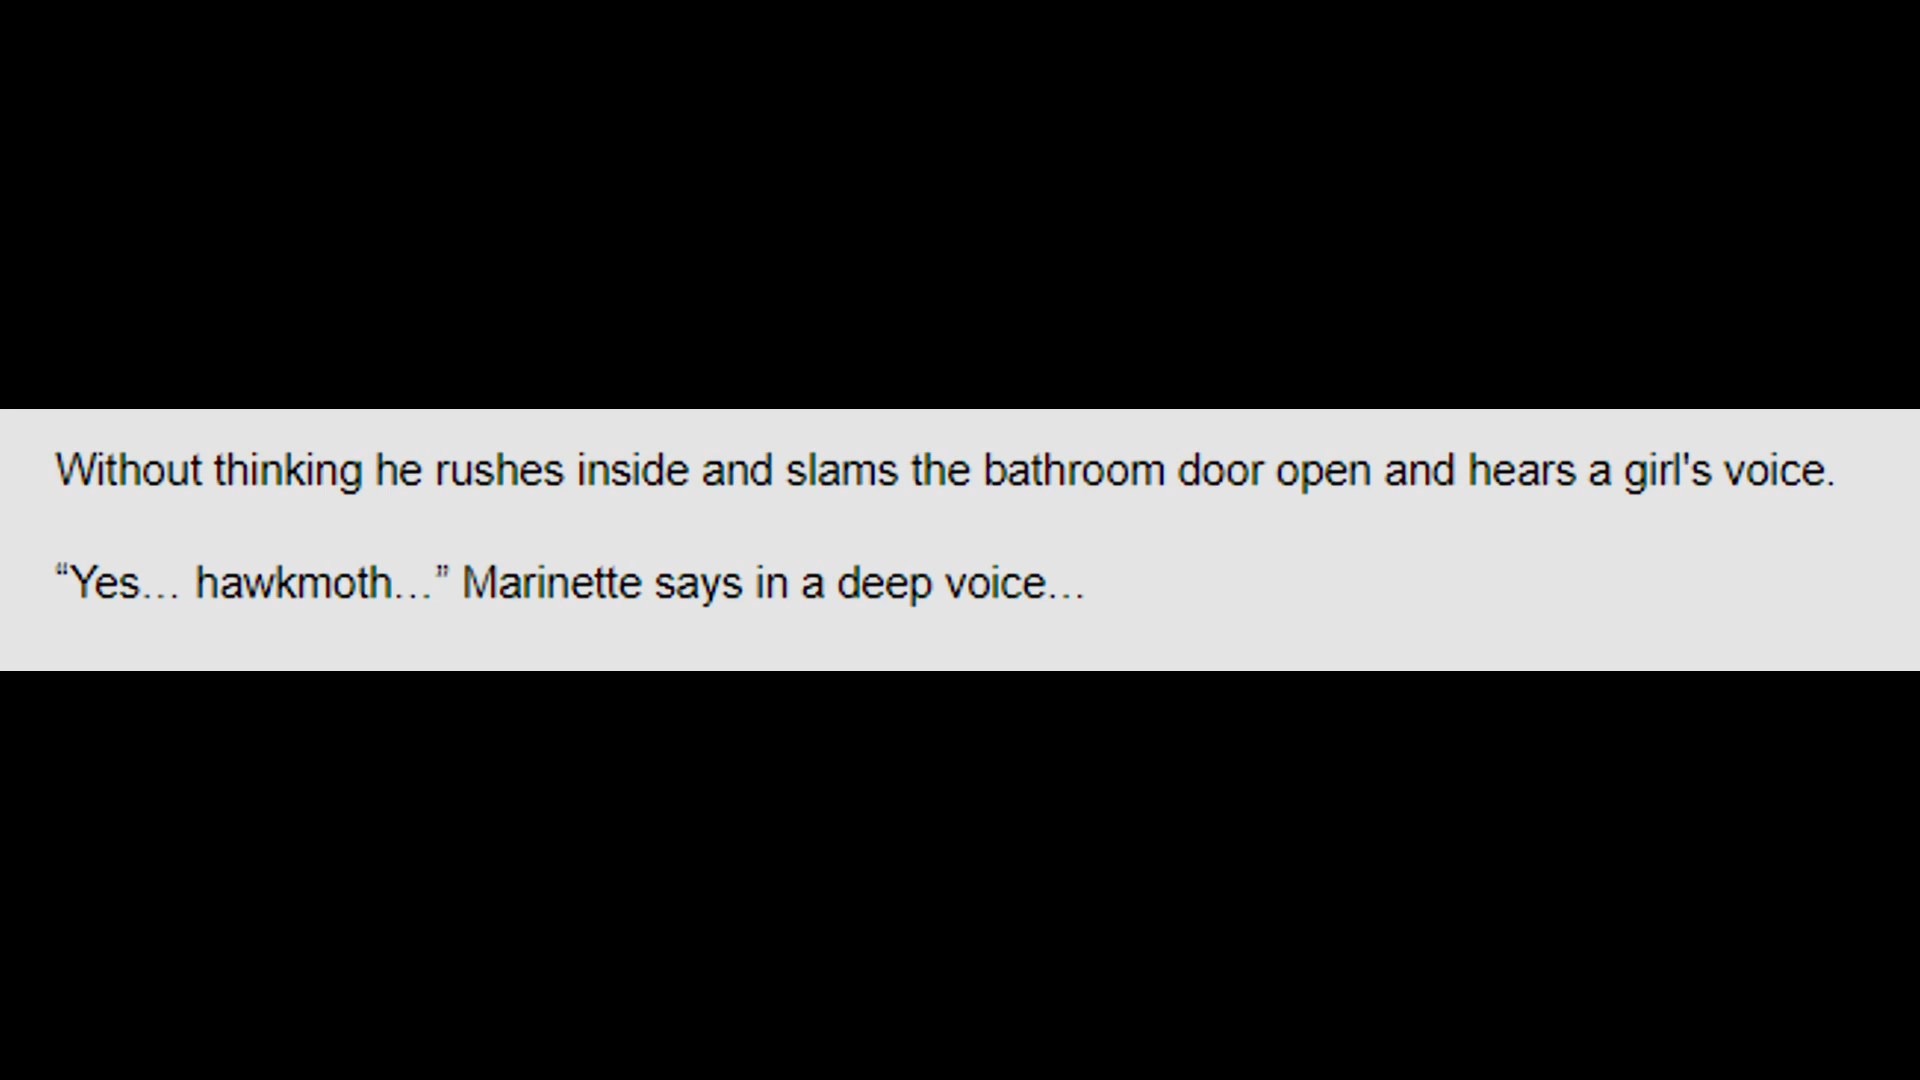 Without thinking he rushes inside and slams the bathroom door open and hears a girl's voice.
“Yes… hawkmoth…” Marinette says in a deep voice…